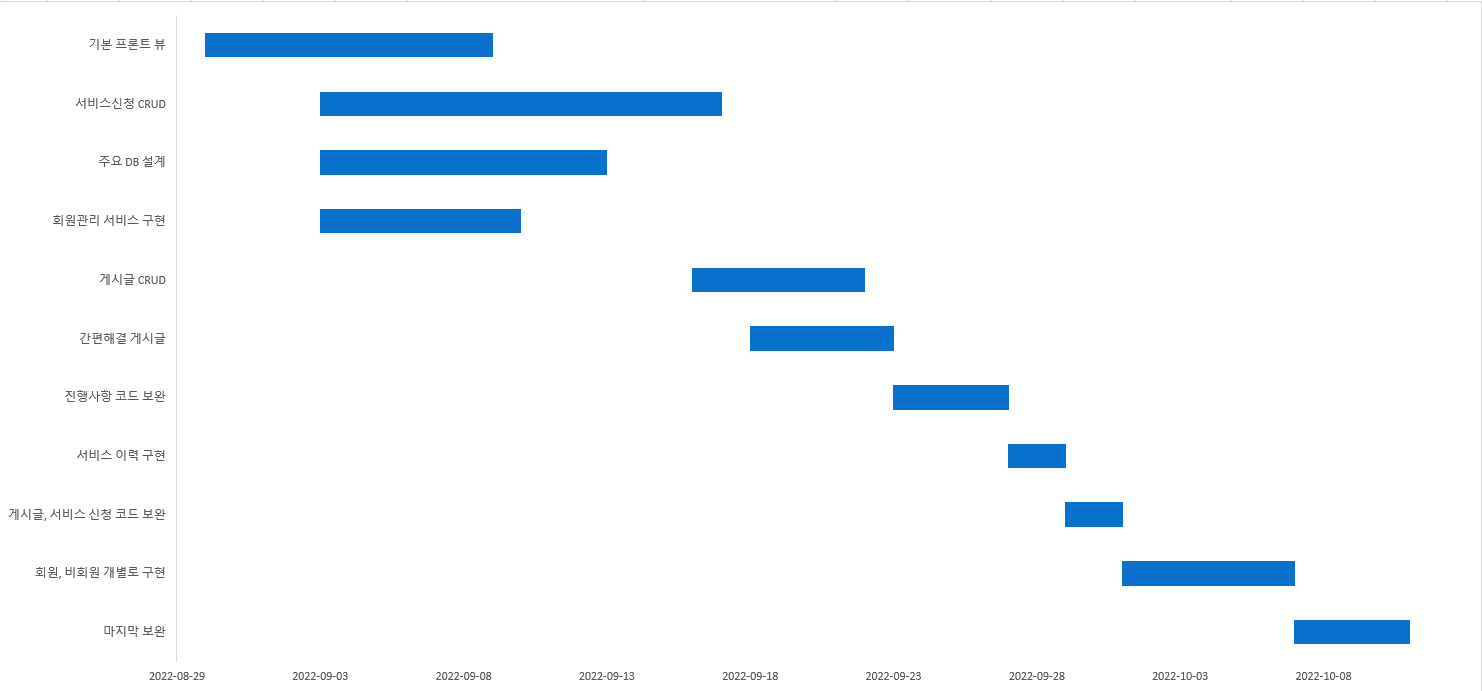 기본 프론트 뷰
서비스신청 CRUD
주요 DB 설계
회원관리 서비스 구현
게시글 CRUD
간편해결 게시글
진행사항 코드 보완
서비스 이력 구현
게시글, 서비스 신청 코드 보완
회원, 비회원 개별로 구현
마지막 보완
2022-08-29 2022-09-03 2022-09-08 2022-09-13 2022-09-18 2022-09-23 2022-09-28 2022-10-03 2022-10-08